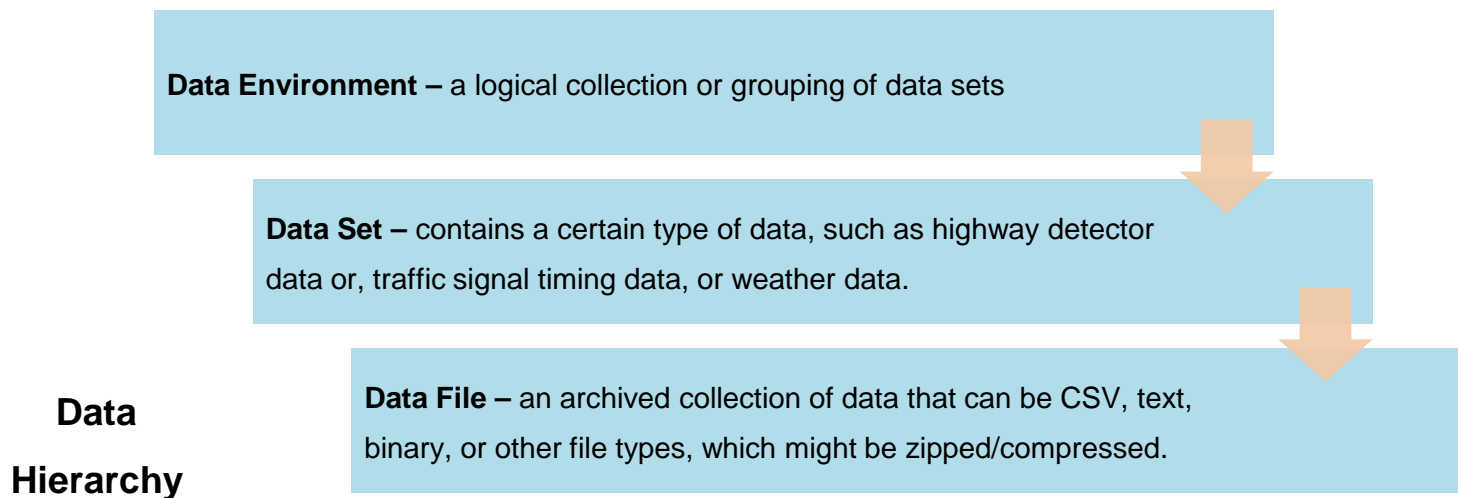 Data Environment – a logical collection or grouping of data sets
Data Set – contains a certain type of data, such as highway detector
data or, traffic signal timing data, or weather data.
Data File – an archived collection of data that can be CSV, text,
binary, or other file types, which might be zipped/compressed.
Data
Hierarchy